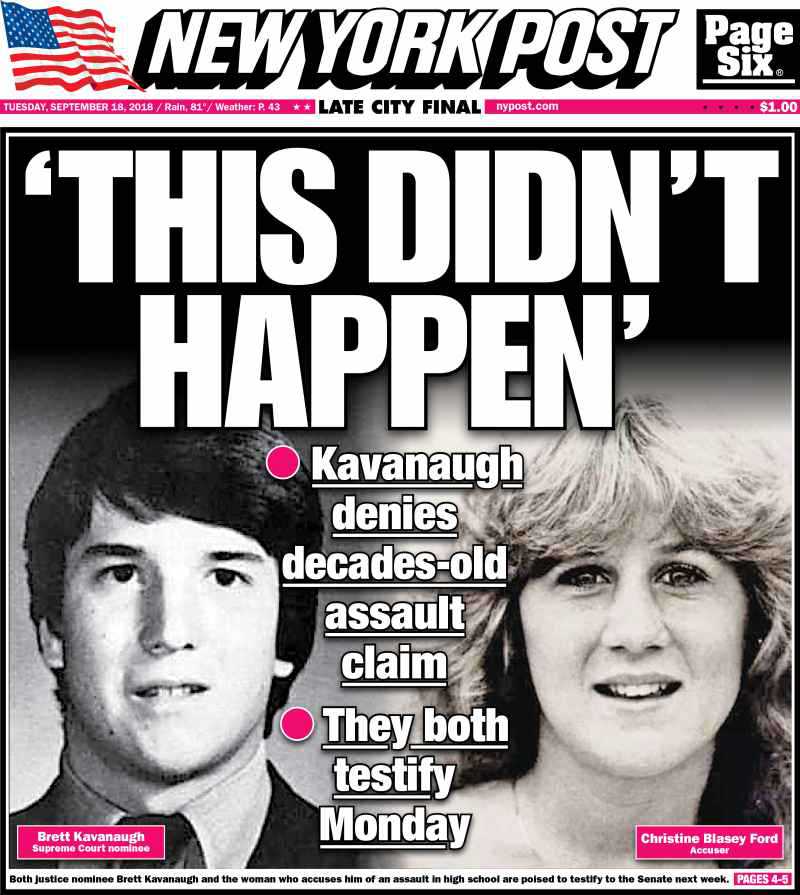 NEW YORK POST
Page
Six®
TUESDAY, SEPTEMBER 18, 2018 / Rain, 81°/ Weather: P. 43 ★★ LATE CITY FINAL nypost.com $1.00
‘THIS DIDN’T
HAPPEN’
Kavanaugh
denies
decades-old
assault
claim
They both
testify
Monday
Brett Kavanaugh
Supreme Court nominee
Christine Blasey Ford
Accuser
Both justice nominee Brett Kavanaugh and the woman who accuses him of an assault in high school are poised to testify to the Senate next week. PAGES 4-5